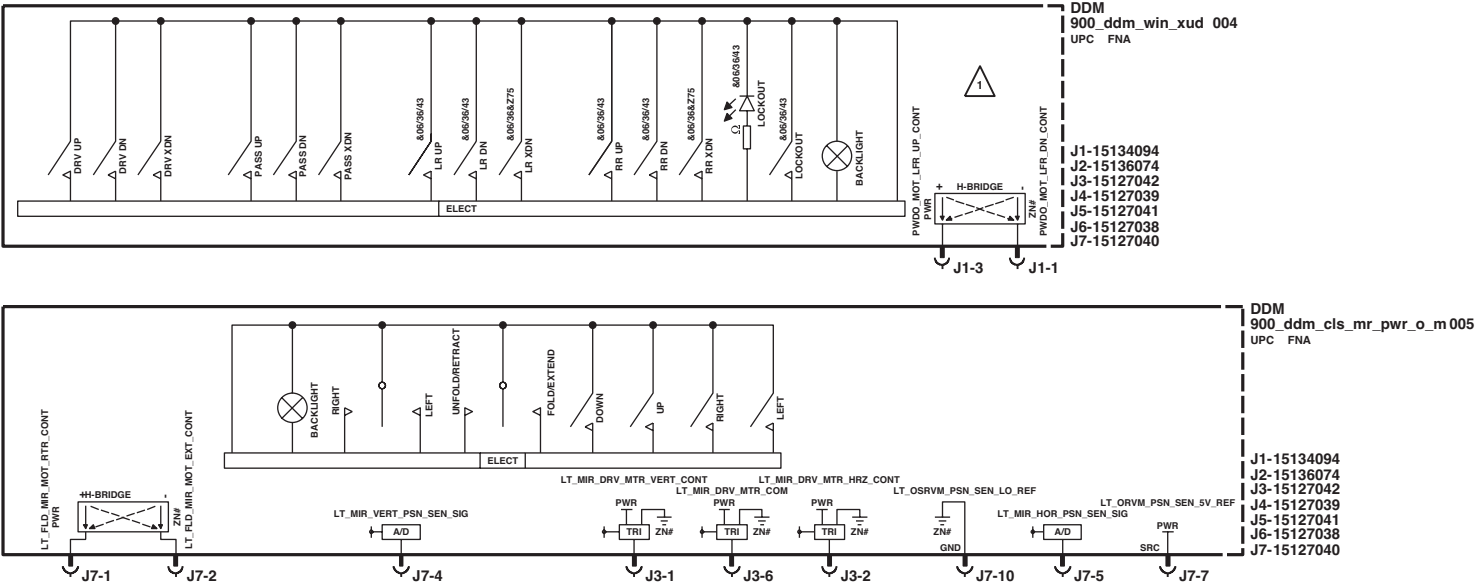 DDM
900_ddm_win_xud 004
UPC FNA
DRV UP
DRV DN
DRV XDN
PASS UP
PASS DN
PASS XDN
&06/36/43
LR UP
&06/36/43
LR DN
&06/36&Z75
LR XDN
&06/36/43
RR UP
&06/36/43
RR DN
&06/36&Z75
RR XDN
&06/36/43
LOCKOUT
Ω
&06/36/43
LOCKOUT
BACKLIGHT
ELECT
1
PWDO_MOT_LFR_UP_CONT
PWR
+ H-BRIDGE -
ZN#
PWDO_MOT_LFR_DN_CONT
J1-15134094
J2-15136074
J3-15127042
J4-15127039
J5-15127041
J6-15127038
J7-15127040
J1-3
J1-1
DDM
900_ddm_cls_mr_pwr_o_m 005
UPC FNA
BACKLIGHT
RIGHT
LEFT
UNFOLD/RETRACT
FOLD/EXTEND
DOWN
UP
RIGHT
LEFT
ELECT
LT_FLD_MIR_MOT_RTR_CONT
PWR
+H-BRIDGE -
ZN#
LT_FLD_MIR_MOT_EXT_CONT
LT_MIR_VERT_PSN_SEN_SIG
A/D
LT_MIR_DRV_MTR_VERT_CONT
PWR
TRI
ZN#
LT_MIR_DRV_MTR_COM
PWR
TRI
ZN#
LT_MIR_DRV_MTR_HRZ_CONT
PWR
TRI
ZN#
LT_OSRVM_PSN_SEN_LO_REF
ZN#
GND
LT_MIR_HOR_PSN_SEN_SIG
A/D
LT_ORVM_PSN_SEN_5V_REF
PWR
SRC
J1-15134094
J2-15136074
J3-15127042
J4-15127039
J5-15127041
J6-15127038
J7-15127040
J7-1
J7-2
J7-4
J3-1
J3-6
J3-2
J7-10
J7-5
J7-7